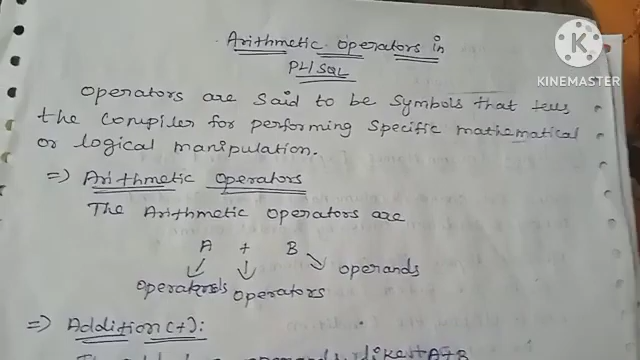 Arithmetic operators in
PL/SQL
operators are said to be symbols that tells
the compiler for performing specific mathematical
or logical manipulation.
=> Arithmetic operators
The Arithmetic operators are
A + B
operands
operators
=> Addition(+):
K
KINEMASTER